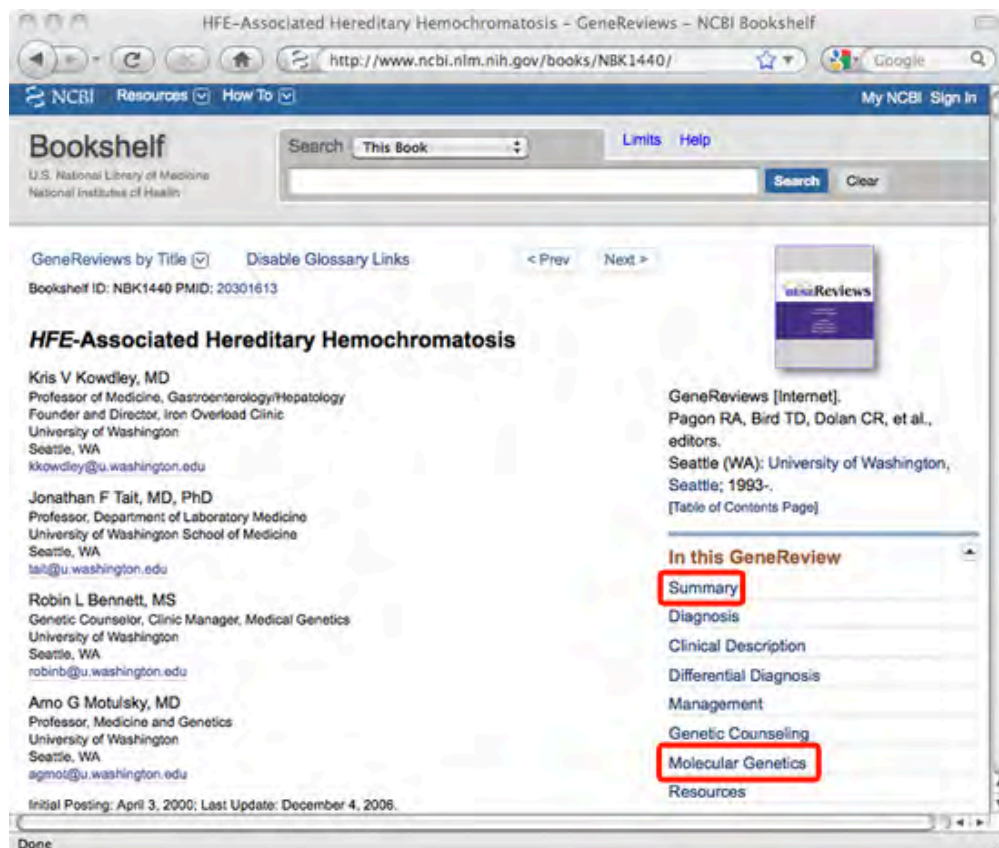 HFE-Associated Hereditary Hemochromatosis - GeneReviews - NCBI Bookshelf
http://www.ncbi.nlm.nih.gov/books/NBK1440/
Google
NCBI Resources How To My NCBI Sign In
Bookshelf
U.S. National Library of Medicine
National Institutes of Health
Search This Book
Limits Help
Search Clear
GeneReviews by Title Disable Glossary Links < Prev Next >
Bookshelf ID: NBK1440 PMID: 20301613
HFE-Associated Hereditary Hemochromatosis
Kris V Kowdley, MD
Professor of Medicine, Gastroenterology/Hepatology
Founder and Director, Iron Overload Clinic
University of Washington
Seattle, WA
kkowdley@u.washington.edu
Jonathan F Tait, MD, PhD
Professor, Department of Laboratory Medicine
University of Washington School of Medicine
Seattle, WA
tait@u.washington.edu
Robin L Bennett, MS
Genetic Counselor, Clinic Manager, Medical Genetics
University of Washington
Seattle, WA
robinb@u.washington.edu
Arno G Motulsky, MD
Professor, Medicine and Genetics
University of Washington
Seattle, WA
agmot@u.washington.edu
Initial Posting: April 3, 2000; Last Update: December 4, 2006.
GeneReviews
GeneReviews [Internet].
Pagon RA, Bird TD, Dolan CR, et al.,
editors.
Seattle (WA): University of Washington,
Seattle; 1993-.
[Table of Contents Page]
In this GeneReview
Summary
Diagnosis
Clinical Description
Differential Diagnosis
Management
Genetic Counseling
Molecular Genetics
Resources
Done